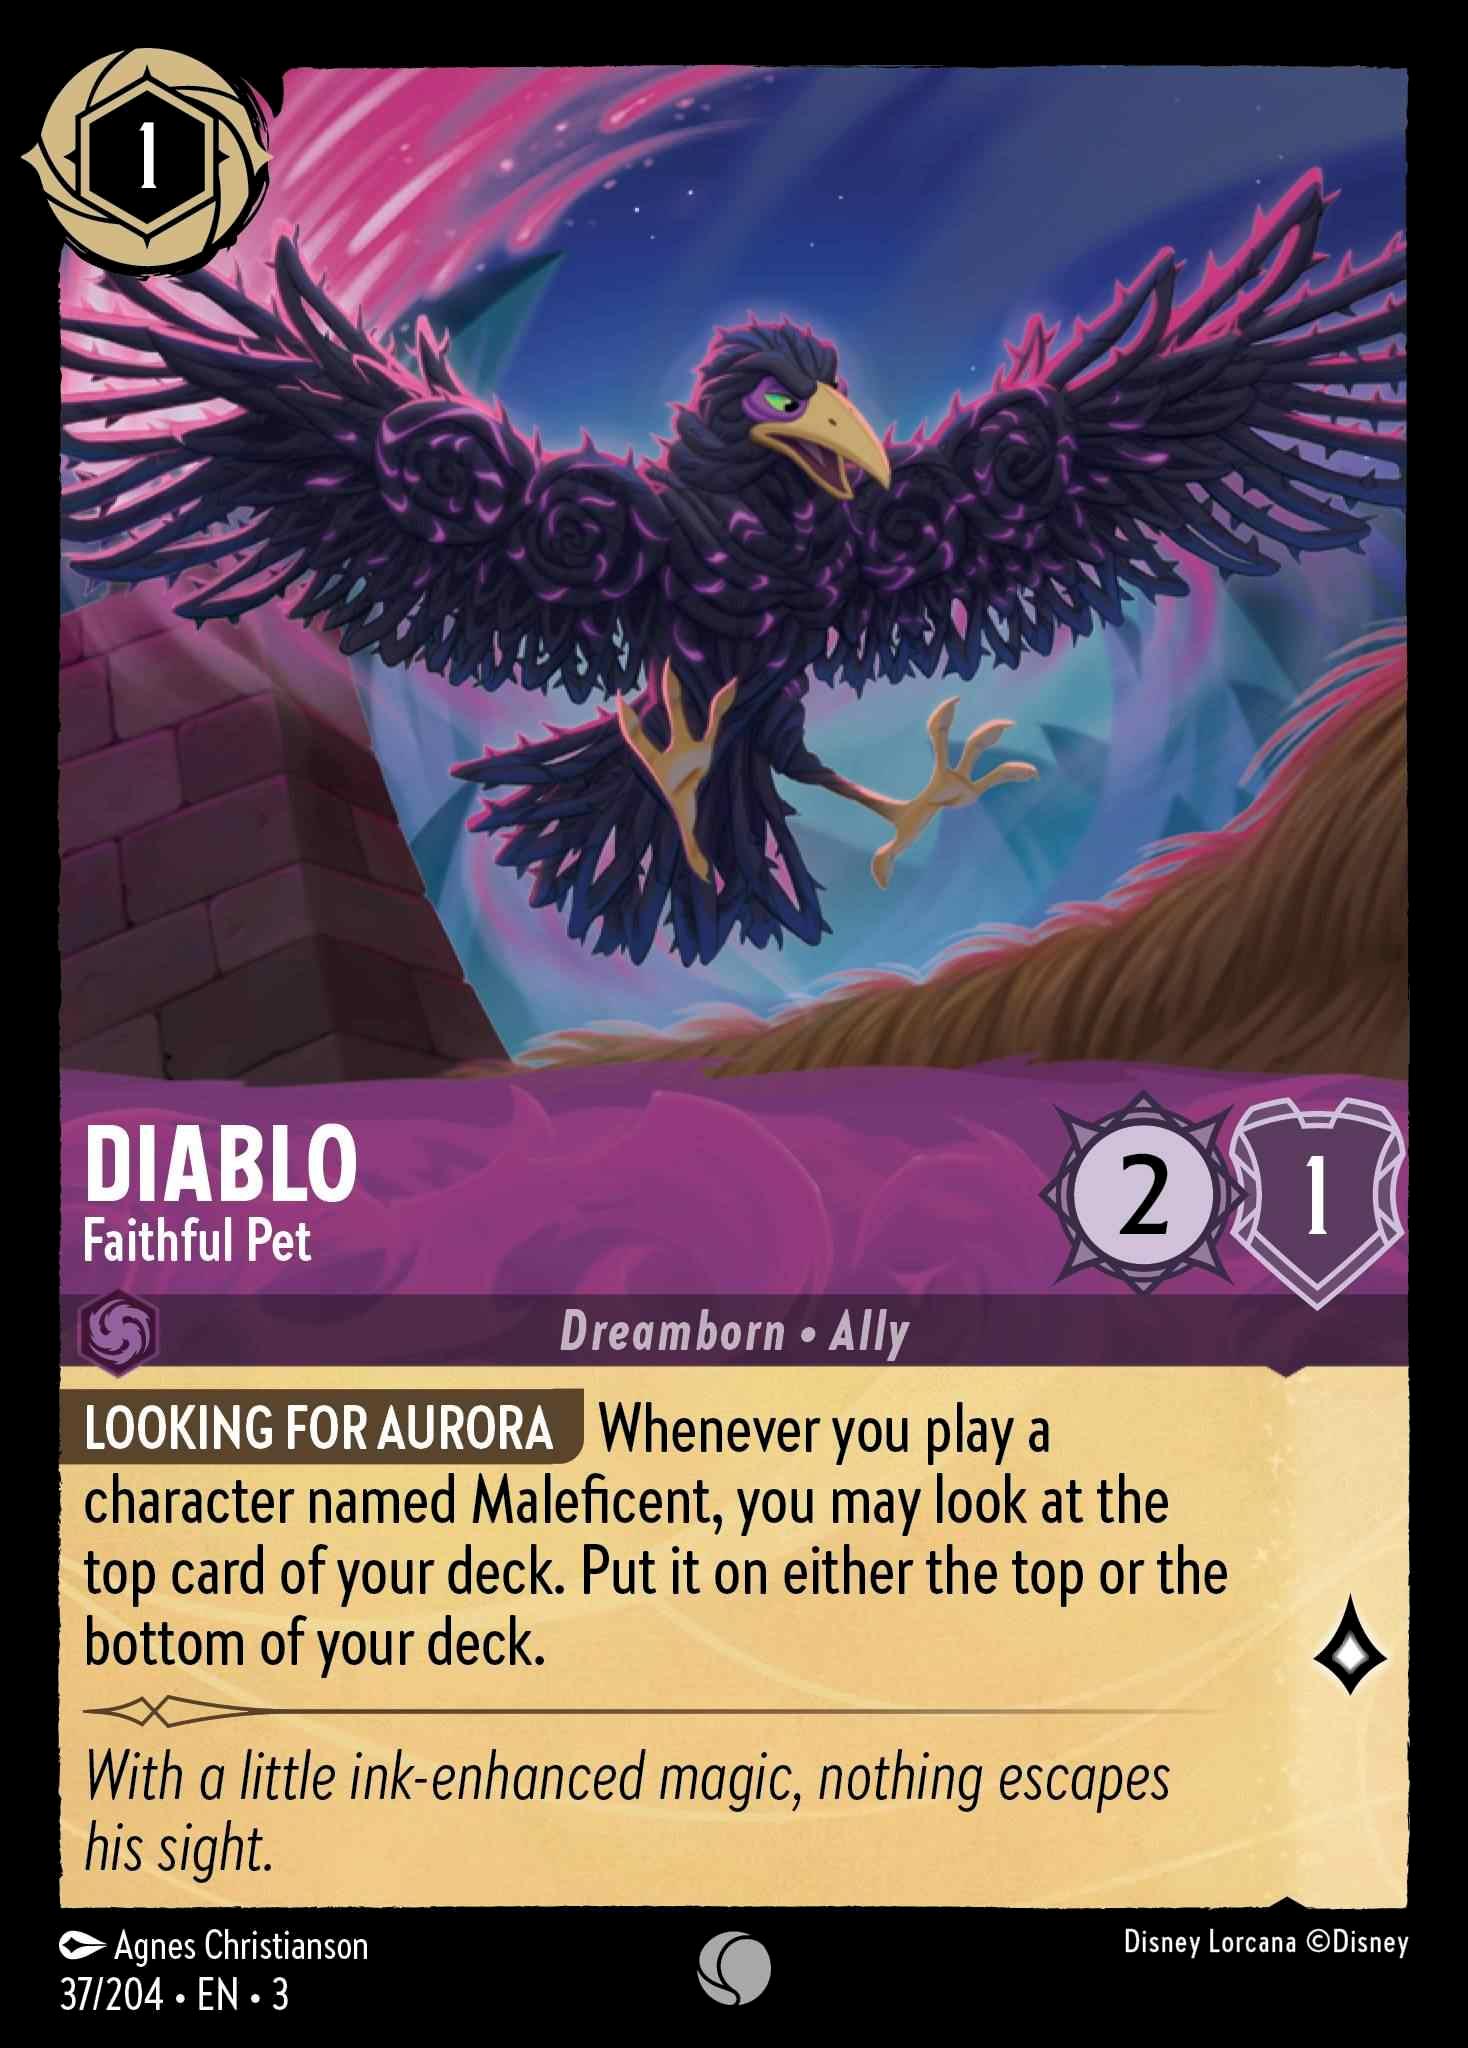 1
DIABLO
Faithful Pet
2 1
Dreamborn • Ally
LOOKING FOR AURORA Whenever you play a
character named Maleficent, you may look at the
top card of your deck. Put it on either the top or the
bottom of your deck.
With a little ink-enhanced magic, nothing escapes
his sight.
Agnes Christianson
Disney Lorcana ©Disney
37/204 • EN • 3